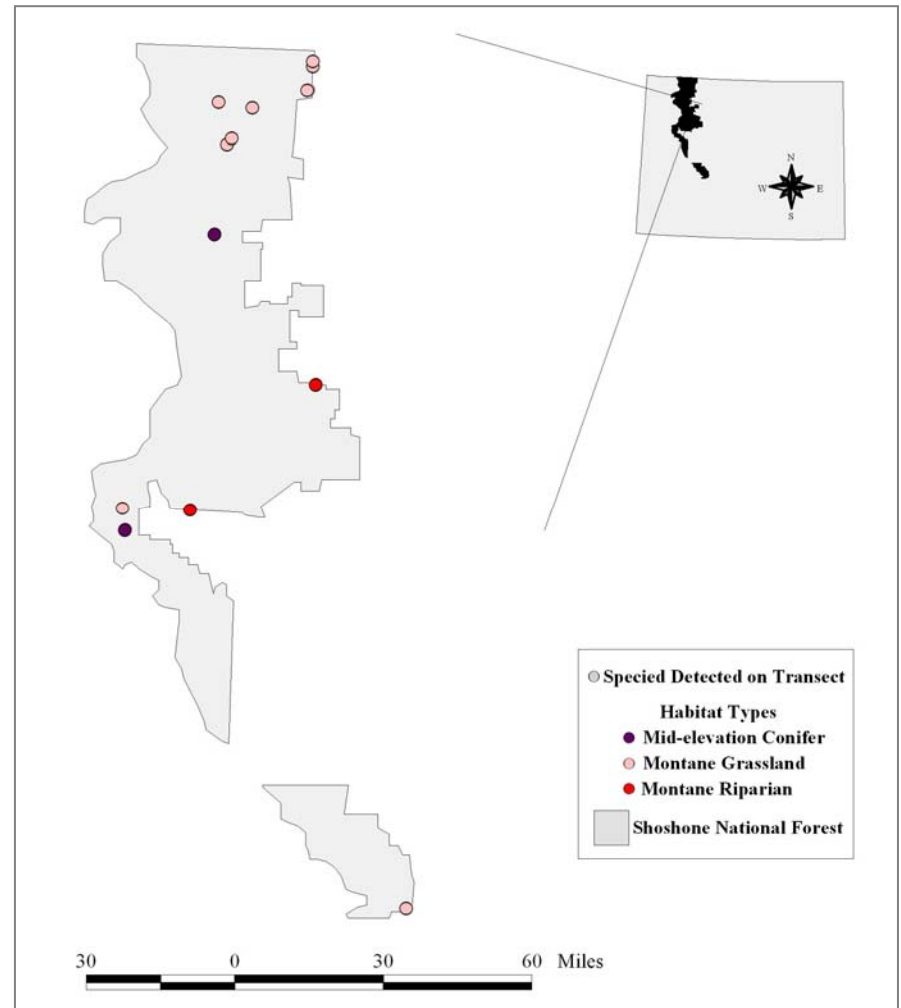 N
W E
S
Specied Detected on Transect
Habitat Types
Mid-elevation Conifer
Montane Grassland
Montane Riparian
Shoshone National Forest
30 0 30 60 Miles